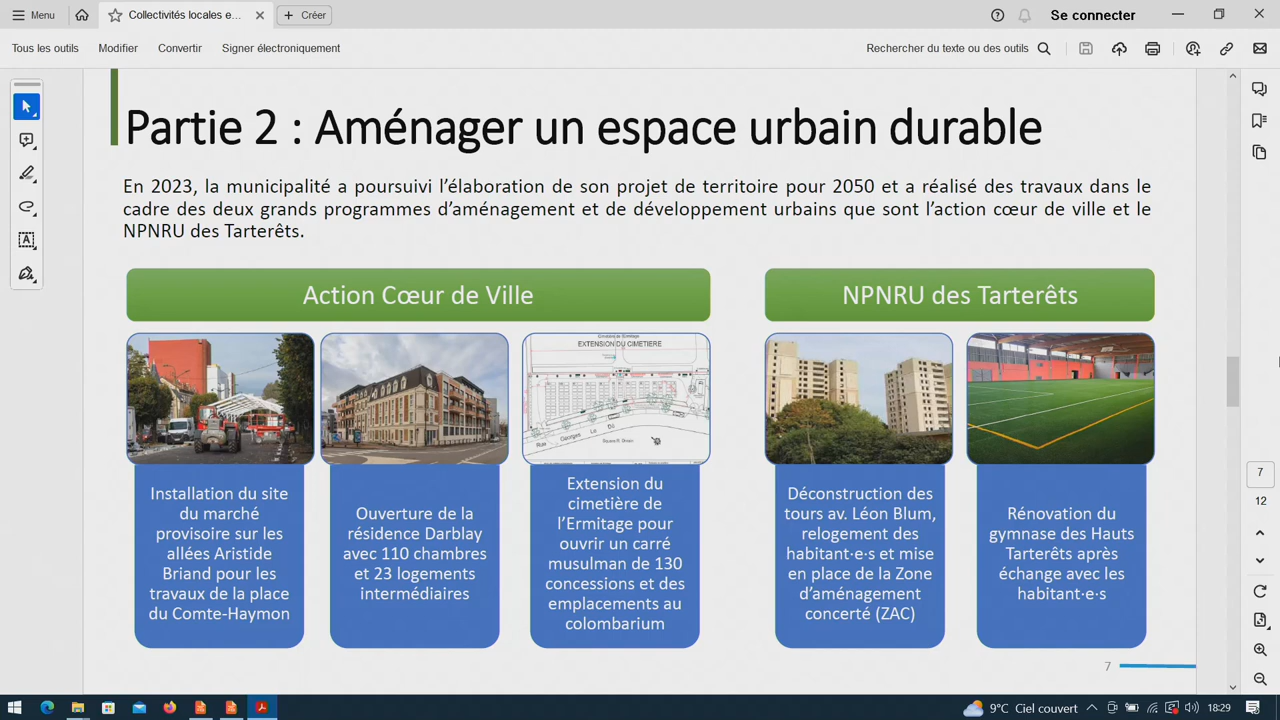 Menu
Collectivités locales e...
Créer
Se connecter
Tous les outils
Modifier
Convertir
Signer électroniquement
Rechercher du texte ou des outils
Partie 2 : Aménager un espace urbain durable
En 2023, la municipalité a poursuivi l'élaboration de son projet de territoire pour 2050 et a réalisé des travaux dans le
cadre des deux grands programmes d'aménagement et de développement urbains que sont l'action cœur de ville et le
NPNRU des Tarterêts.
Action Cœur de Ville
Installation du site
du marché
provisoire sur les
allées Aristide
Briand pour les
travaux de la place
du Comte-Haymon
Ouverture de la
résidence Darblay
avec 110 chambres
et 23 logements
intermédiaires
EXTENSION DU CIMETIERE
Rue Georges Le Dû
Extension du
cimetière de
l'Ermitage pour
ouvrir un carré
musulman de 130
concessions et des
emplacements au
colombarium
NPNRU des Tarterêts
Déconstruction des
tours av. Léon Blum,
relogement des
habitant·e·s et mise
en place de la Zone
d'aménagement
concerté (ZAC)
Rénovation du
gymnase des Hauts
Tarterêts après
échange avec les
habitant·e·s
7
7
12
9°C Ciel couvert
18:29